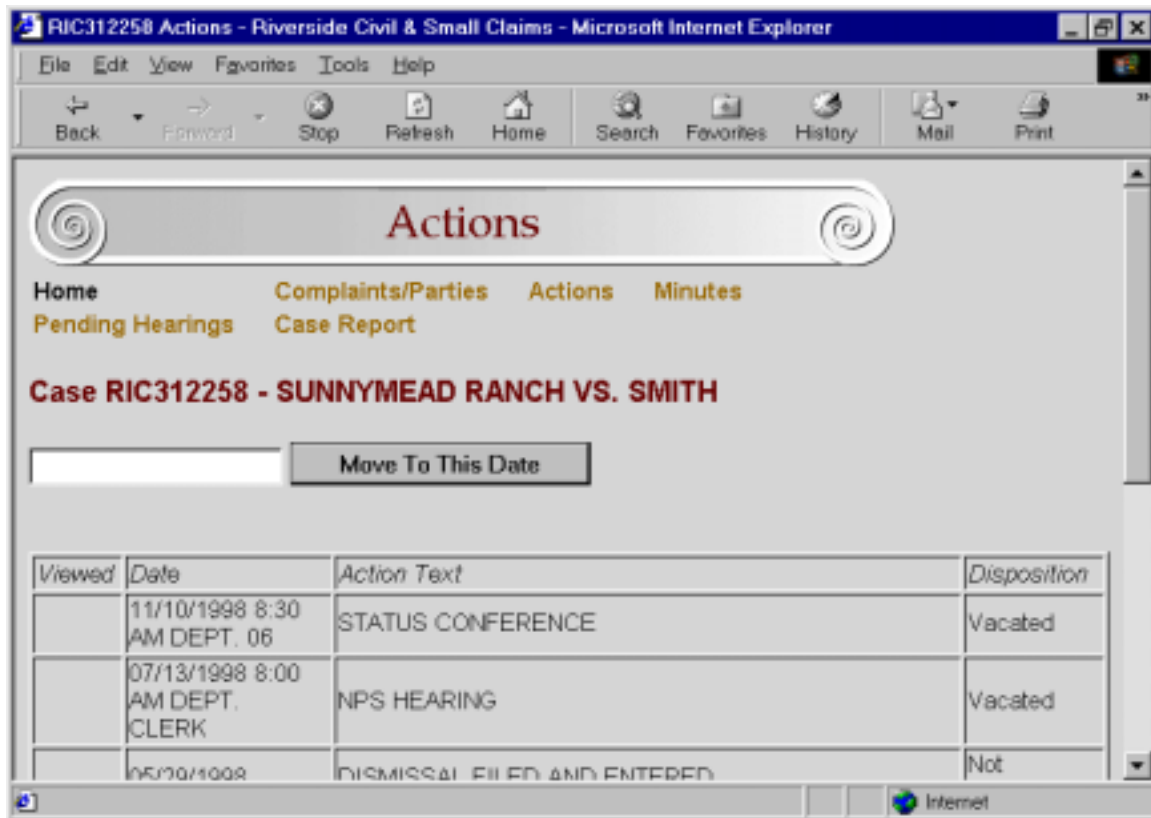 RIC312258 Actions - Riverside Civil & Small Claims - Microsoft Internet Explorer
File Edit View Favorites Tools Help
Back Forward Stop Refresh Home Search Favorites History Mail Print
Actions
Home Complaints/Parties Actions Minutes
Pending Hearings Case Report
Case RIC312258 - SUNNYMEAD RANCH VS. SMITH
Move To This Date
Viewed Date Action Text Disposition
11/10/1998 8:30
AM DEPT. 06 STATUS CONFERENCE Vacated
07/13/1998 8:00
AM DEPT.
CLERK NPS HEARING Vacated
05/29/1998 DISMISSAL FILED AND ENTERED Not
Internet